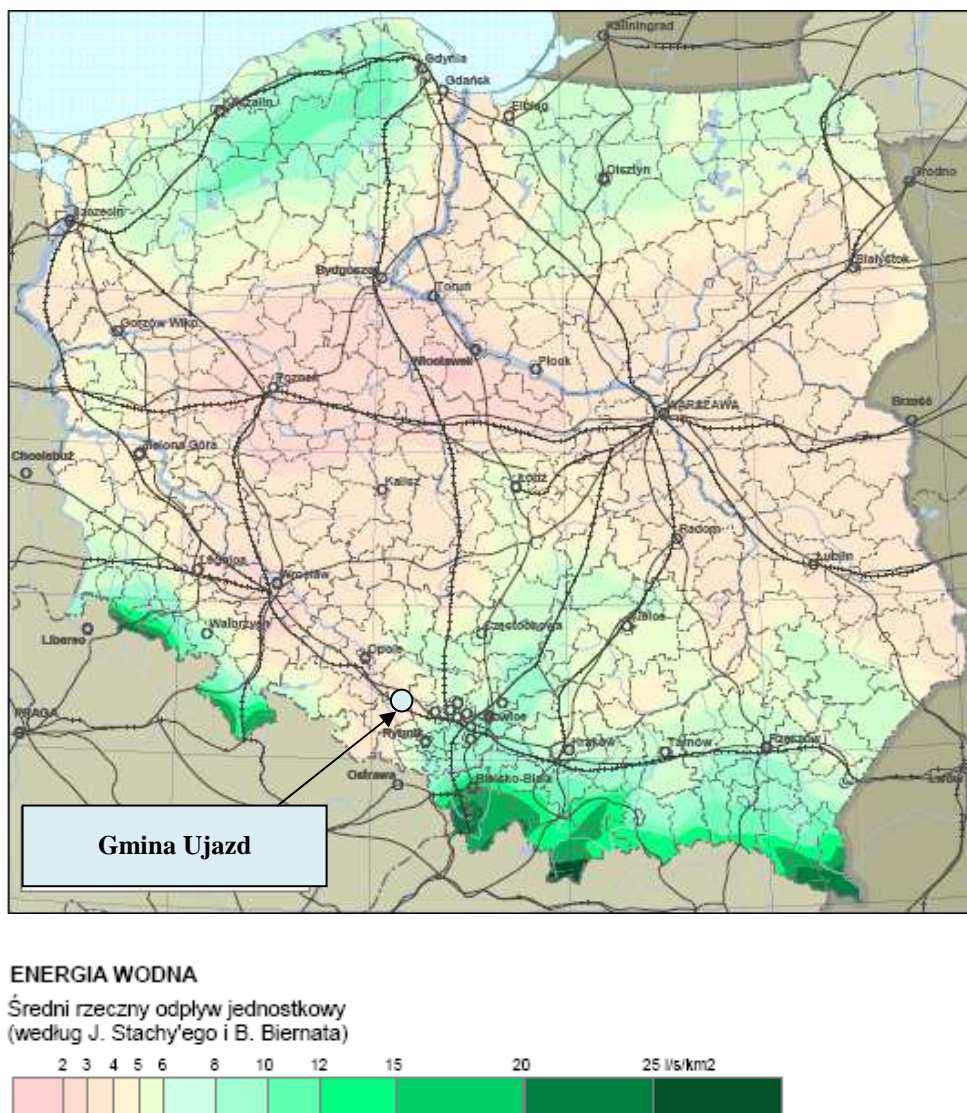 Kaliningrad
Gdynia
Gdańsk
Koszalin
Elbląg
Olsztyn
Grodno
Szczecin
Białystok
Bydgoszcz
Toruń
Gorzów Wlkp.
Włocławek
Płock
Poznań
WARSZAWA
Brześć
Zielona Góra
Chociebuż
Kalisz
Łódź
Radom
Legnica
Wrocław
Lublin
Liberec
Wałbrzych
Częstochowa
Kielce
Opole
PRAGA
Rybnik
Kraków
Tarnów
Rzeszów
Ostrawa
Bielsko-Biała
Lwów
Gmina Ujazd
ENERGIA WODNA
Średni rzeczny odpływ jednostkowy
(według J. Stachy'ego i B. Biernata)
2 3 4 5 6 8 10 12 15 20 25 l/s/km2